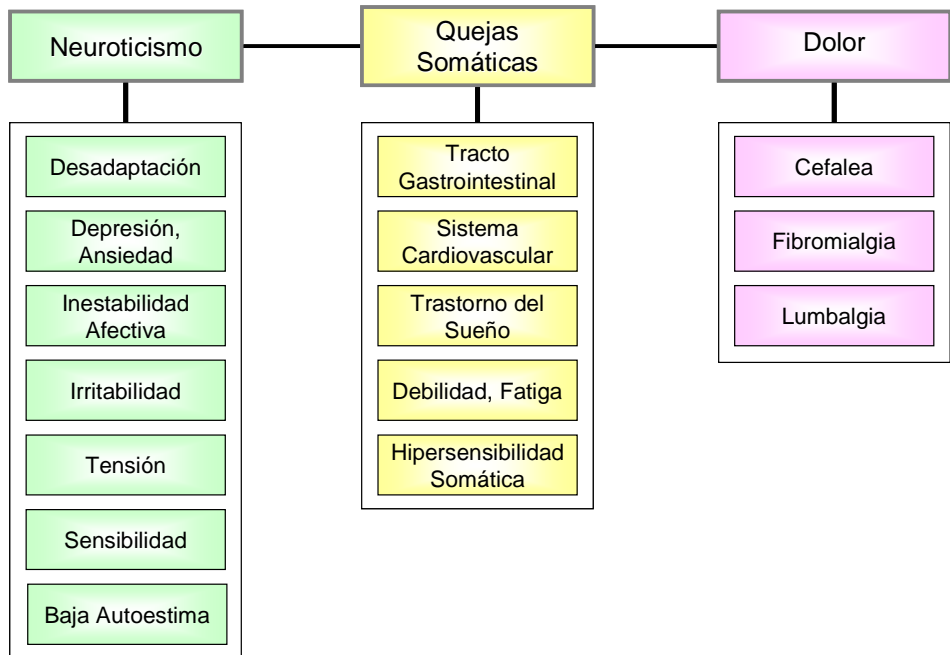 Neuroticismo
Quejas
Somáticas
Dolor
Desadaptación
Depresión,
Ansiedad
Inestabilidad
Afectiva
Irritabilidad
Tensión
Sensibilidad
Baja Autoestima
Tracto
Gastrointestinal
Sistema
Cardiovascular
Trastorno del
Sueño
Debilidad, Fatiga
Hipersensibilidad
Somática
Cefalea
Fibromialgia
Lumbalgia